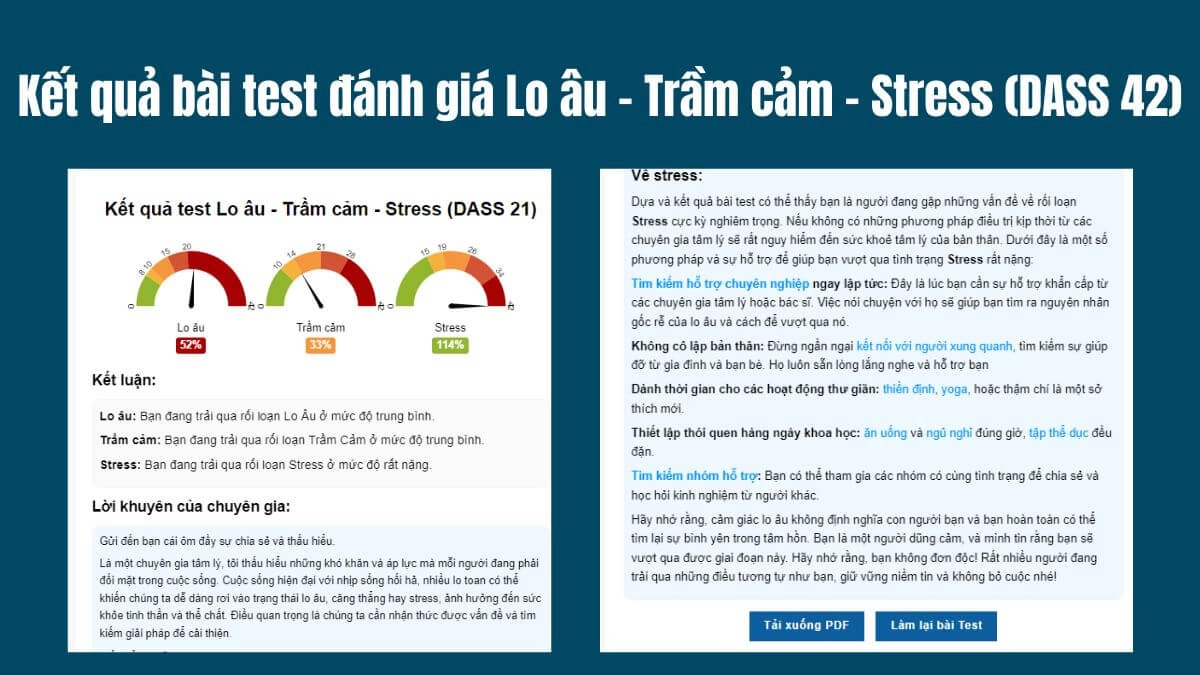 Kết quả bài test đánh giá Lo âu - Trầm cảm - Stress (DASS 42)
Kết quả test Lo âu - Trầm cảm - Stress (DASS 21)
0 8 10 15 20
0 10 14 21 28
0 15 19 26 34
Lo âu Trầm cảm Stress
52% 33% 114%
Kết luận:
Lo âu: Bạn đang trải qua rối loạn Lo Âu ở mức độ trung bình.
Trầm cảm: Bạn đang trải qua rối loạn Trầm Cảm ở mức độ trung bình.
Stress: Bạn đang trải qua rối loạn Stress ở mức độ rất nặng.
Lời khuyên của chuyên gia:
Gửi đến bạn cái ôm đầy sự chia sẻ và thấu hiểu.
Là một chuyên gia tâm lý, tôi thấu hiểu những khó khăn và áp lực mà mỗi người đang phải
đối mặt trong cuộc sống. Cuộc sống hiện đại với nhịp sống hối hả, nhiều lo toan có thể
khiến chúng ta dễ dàng rơi vào trạng thái lo âu, căng thẳng hay stress, ảnh hưởng đến sức
khỏe tinh thần và thể chất. Điều quan trọng là chúng ta cần nhận thức được vấn đề và tìm
kiếm giải pháp để cải thiện.
Về stress:
Dựa và kết quả bài test có thể thấy bạn là người đang gặp những vấn đề về rối loạn
Stress cực kỳ nghiêm trọng. Nếu không có những phương pháp điều trị kịp thời từ các
chuyên gia tâm lý sẽ rất nguy hiểm đến sức khoẻ tâm lý của bản thân. Dưới đây là một số
phương pháp và sự hỗ trợ để giúp bạn vượt qua tình trạng Stress rất nặng:
Tìm kiếm hỗ trợ chuyên nghiệp ngay lập tức: Đây là lúc bạn cần sự hỗ trợ khẩn cấp từ
các chuyên gia tâm lý hoặc bác sĩ. Việc nói chuyện với họ sẽ giúp bạn tìm ra nguyên nhân
gốc rễ của lo âu và cách để vượt qua nó.
Không cô lập bản thân: Đừng ngần ngại kết nối với người xung quanh, tìm kiếm sự giúp
đỡ từ gia đình và bạn bè. Họ luôn sẵn lòng lắng nghe và hỗ trợ bạn
Dành thời gian cho các hoạt động thư giãn: thiền định, yoga, hoặc thậm chí là một sở
thích mới.
Thiết lập thói quen hàng ngày khoa học: ăn uống và ngủ nghỉ đúng giờ, tập thể dục đều
đặn.
Tìm kiếm nhóm hỗ trợ: Bạn có thể tham gia các nhóm có cùng tình trạng để chia sẻ và
học hỏi kinh nghiệm từ người khác.
Hãy nhớ rằng, cảm giác lo âu không định nghĩa con người bạn và bạn hoàn toàn có thể
tìm lại sự bình yên trong tâm hồn. Bạn là một người dũng cảm, và mình tin rằng bạn sẽ
vượt qua được giai đoạn này. Hãy nhớ rằng, bạn không đơn độc! Rất nhiều người đang
trải qua những điều tương tự như bạn, giữ vững niềm tin và không bỏ cuộc nhé!
Tải xuống PDF Làm lại bài Test